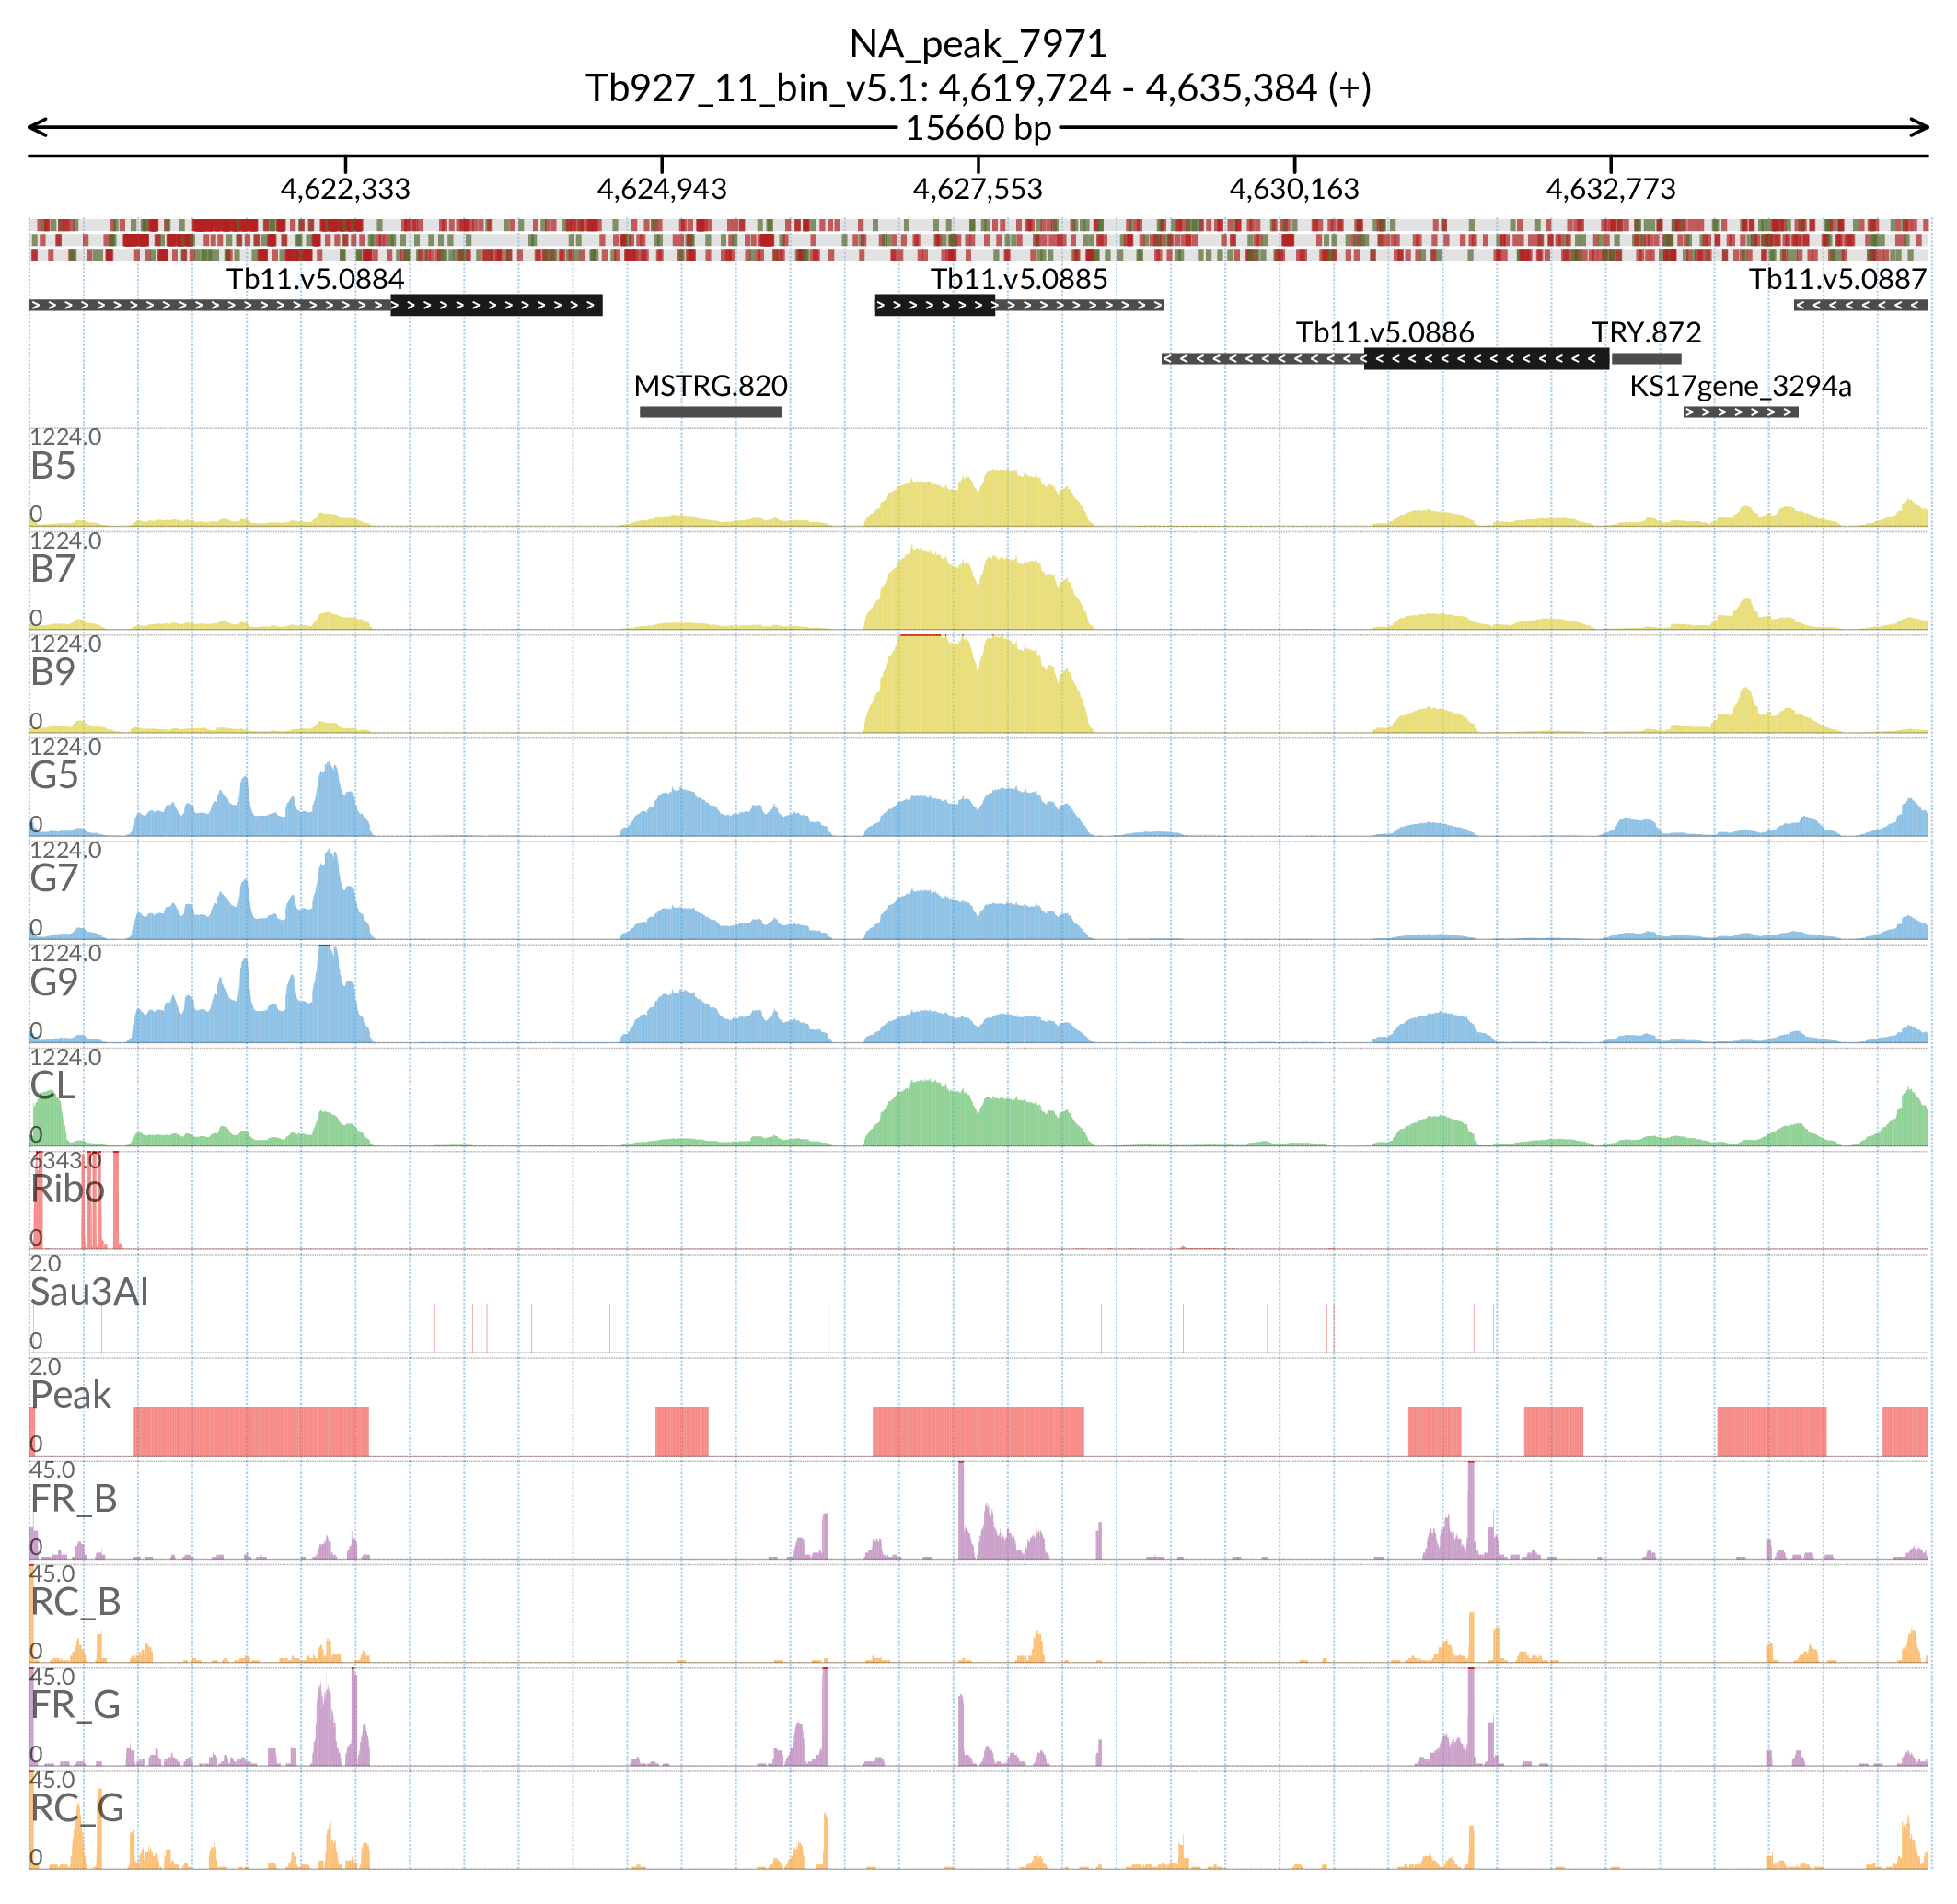 NA_peak_7971
Tb927_11_bin_v5.1: 4,619,724 - 4,635,384 (+)
15660 bp
4,622,333 4,624,943 4,627,553 4,630,163 4,632,773
Tb11.v5.0884 Tb11.v5.0885 Tb11.v5.0887
Tb11.v5.0886 TRY.872
MSTRG.820 KS17gene_3294a
1224.0
B5
0
1224.0
B7
0
1224.0
B9
0
1224.0
G5
0
1224.0
G7
0
1224.0
G9
0
1224.0
CL
0
6343.0
Ribo
0
2.0
Sau3AI
0
2.0
Peak
0
45.0
FR_B
0
45.0
RC_B
0
45.0
FR_G
0
45.0
RC_G
0